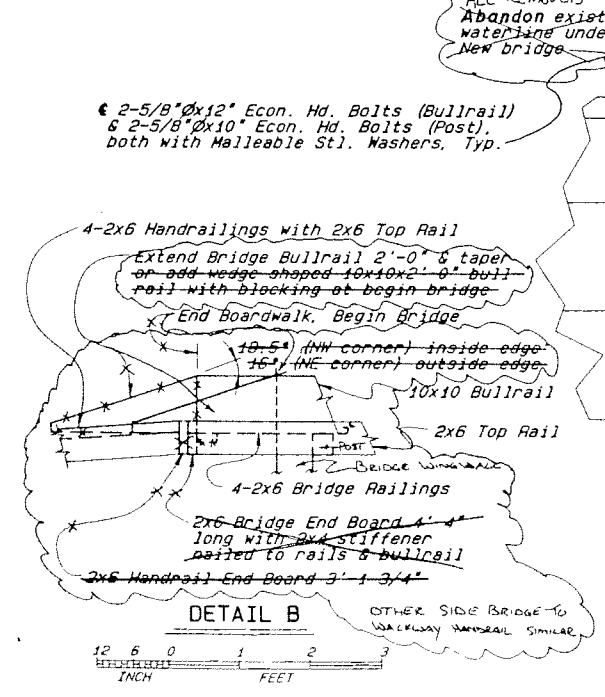 Abandon exist
waterline unde
New bridge
℄ 2-5/8"Øx12" Econ. Hd. Bolts (Bullrail)
& 2-5/8"Øx10" Econ. Hd. Bolts (Post),
both with Malleable Stl. Washers, Typ.
4-2x6 Handrailings with 2x6 Top Rail
Extend Bridge Bullrail 2'-0" & taper
or add wedge shaped 10x10x2'-0" bull
rail with blocking at begin bridge
End Boardwalk, Begin Bridge
10.5" (NW corner) inside edge
16" (NE corner) outside edge
10x10 Bullrail
2x6 Top Rail
POST
BRIDGE WINGWALL
4-2x6 Bridge Railings
2x6 Bridge End Board 4'-4"
long with 2x4 stiffener
nailed to rails & bullrail
2x6 Handrail End Board 3'-1 3/4"
DETAIL B
OTHER SIDE BRIDGE TO
WALKWAY HANDRAIL SIMILAR
12 6 0 1 2 3
INCH FEET